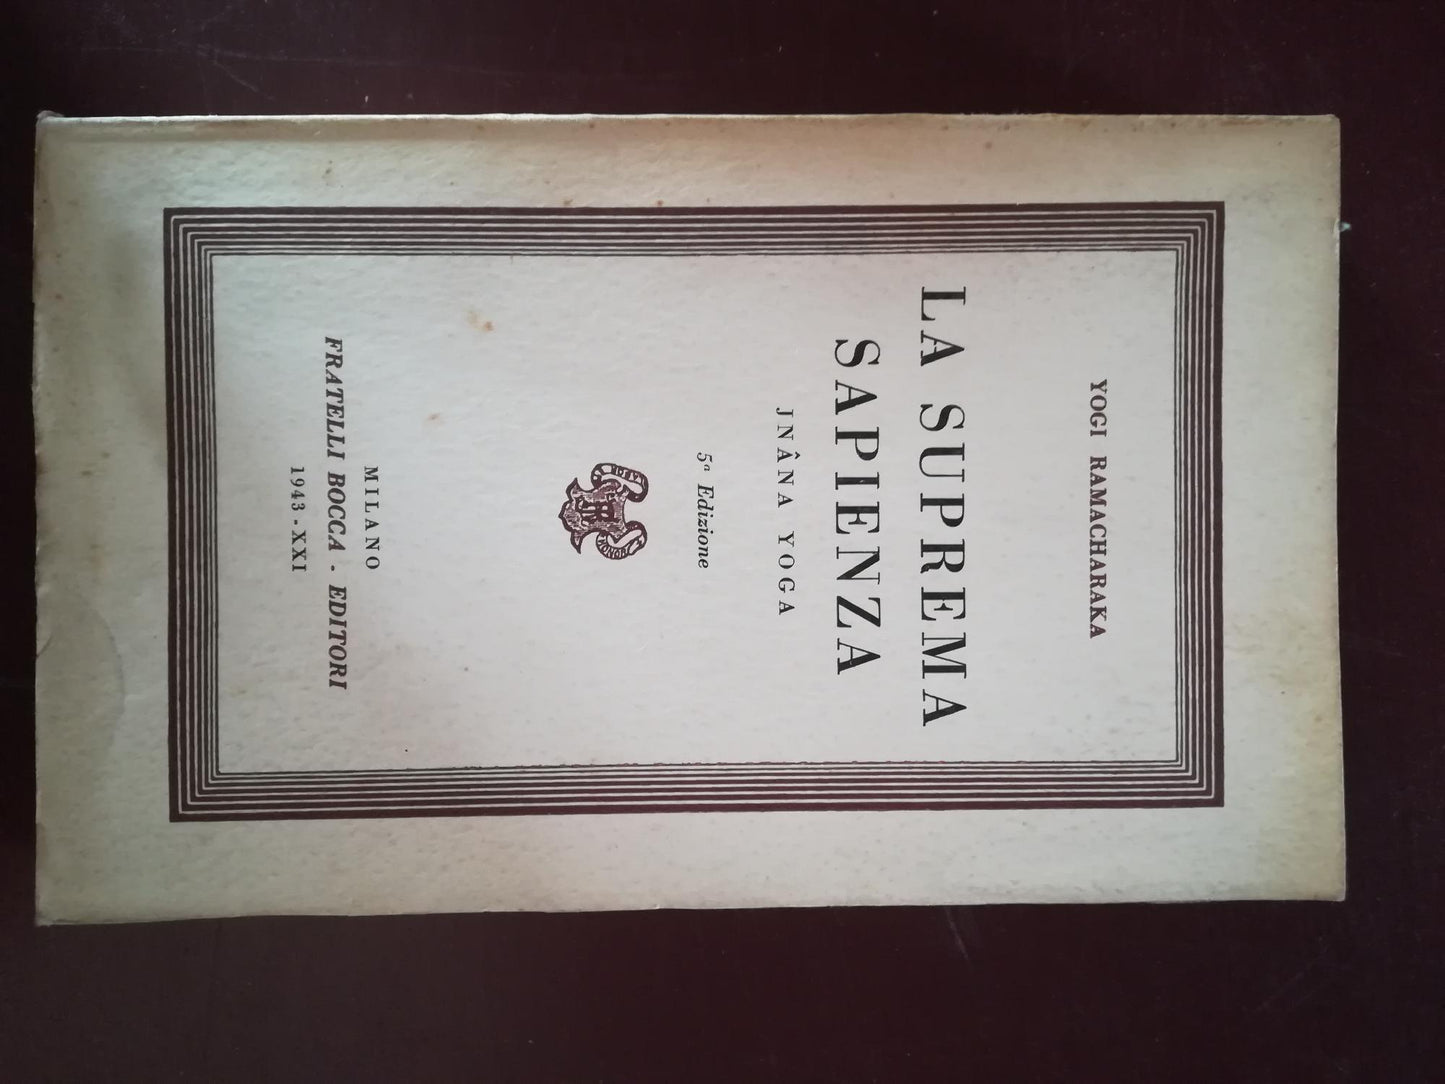 YOGI RAMACHARAKA
LA SUPREMA
SAPIENZA
JNÂNA YOGA
5ª Edizione
MILANO
FRATELLI BOCCA - EDITORI
1943 - XXI